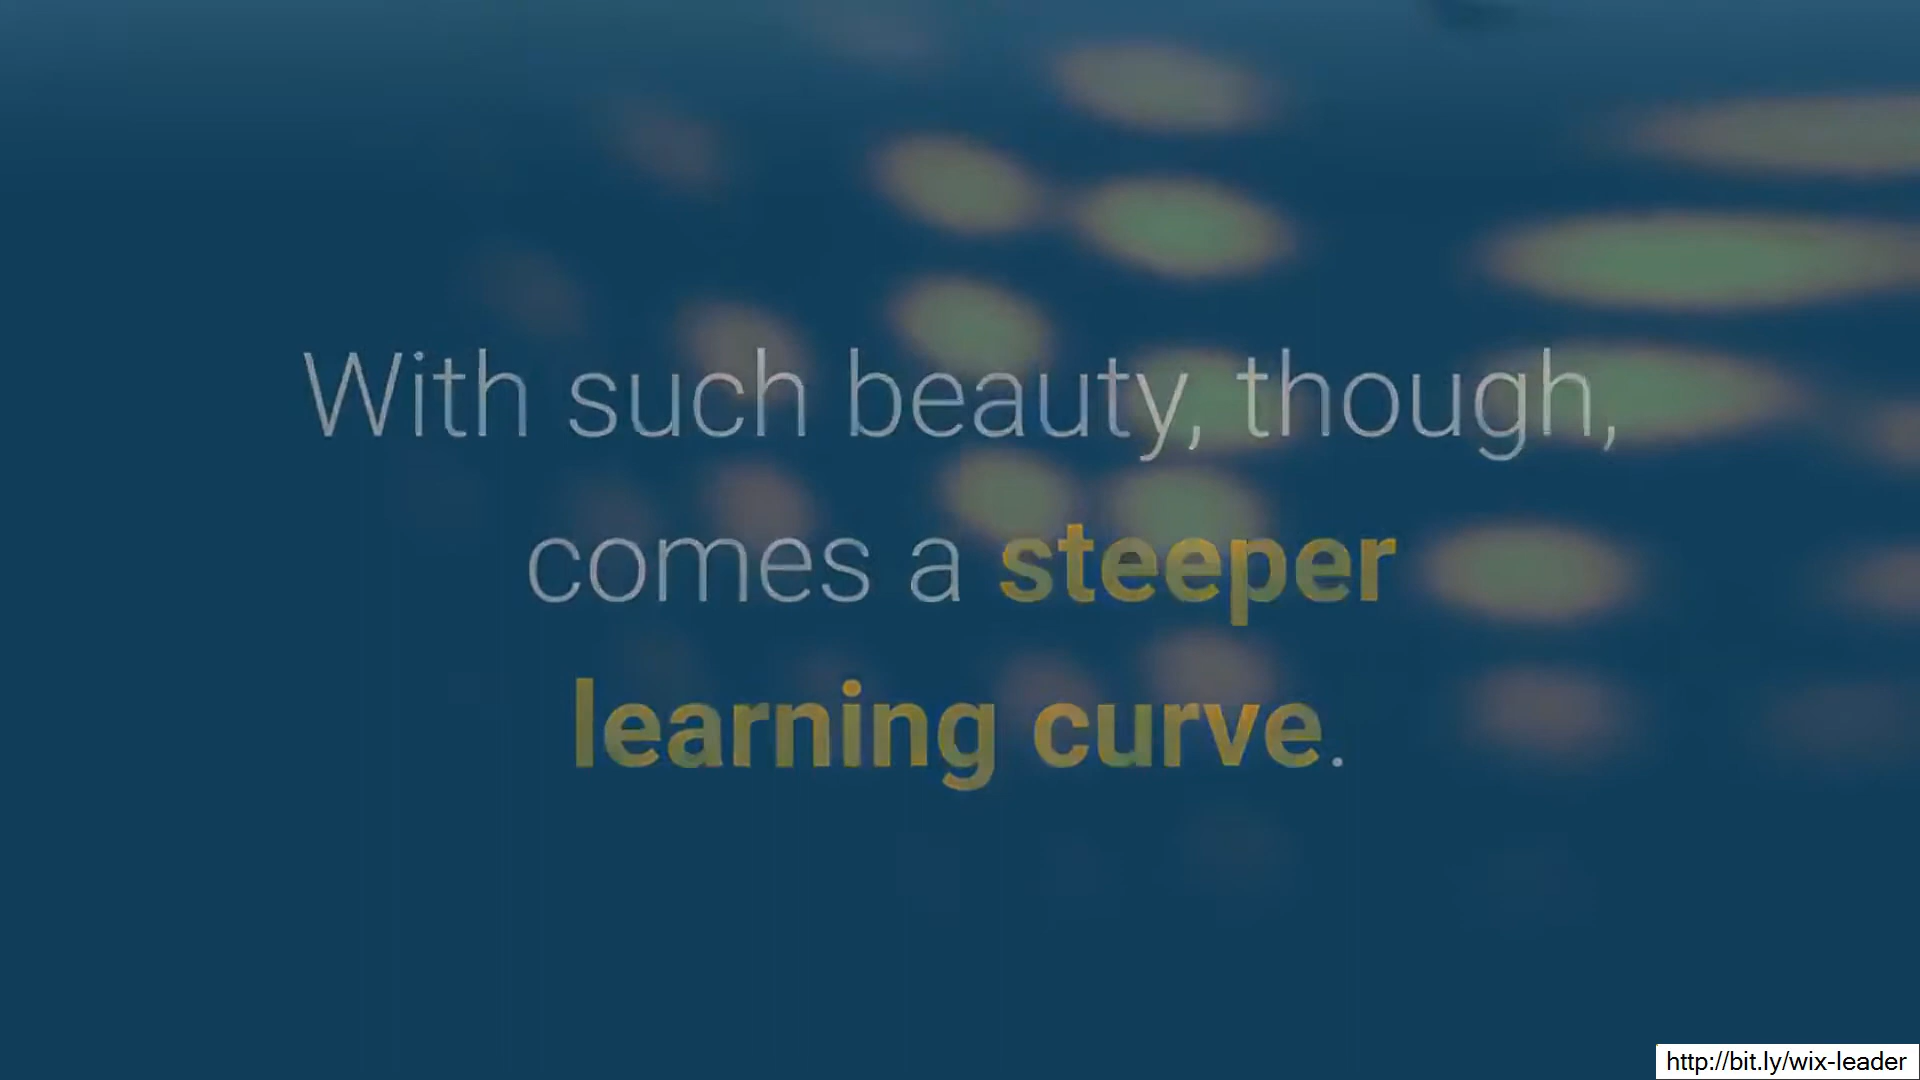 With such beauty, though,
comes a steeper
learning curve.
http://bit.ly/wix-leader